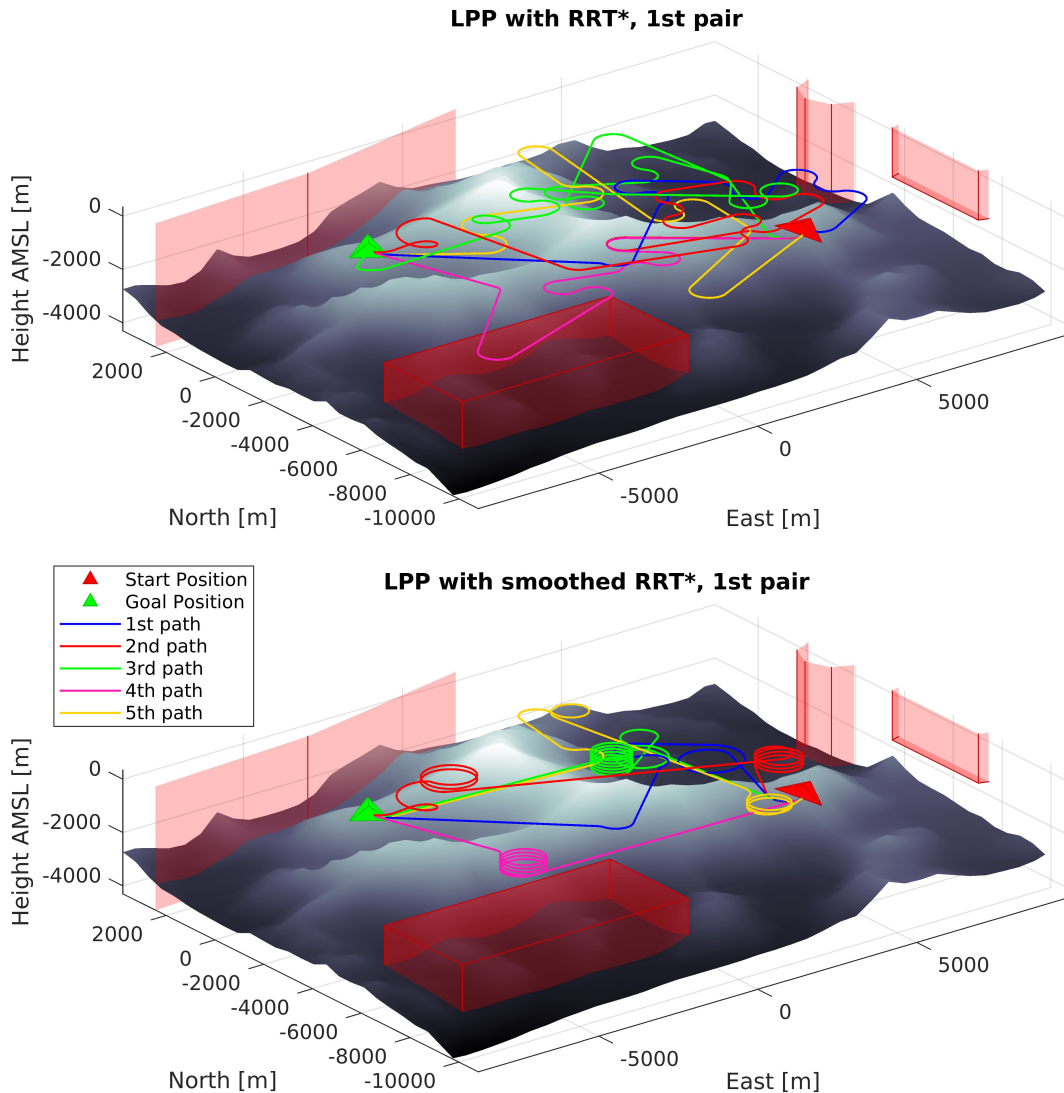 LPP with RRT*, 1st pair
Height AMSL [m]
0
-2000
-4000
2000
0
-2000
-4000
-6000
-8000
-10000
North [m]
-5000
0
5000
East [m]
LPP with smoothed RRT*, 1st pair
Start Position
Goal Position
1st path
2nd path
3rd path
4th path
5th path
Height AMSL [m]
0
-2000
-4000
2000
0
-2000
-4000
-6000
-8000
-10000
North [m]
-5000
0
5000
East [m]